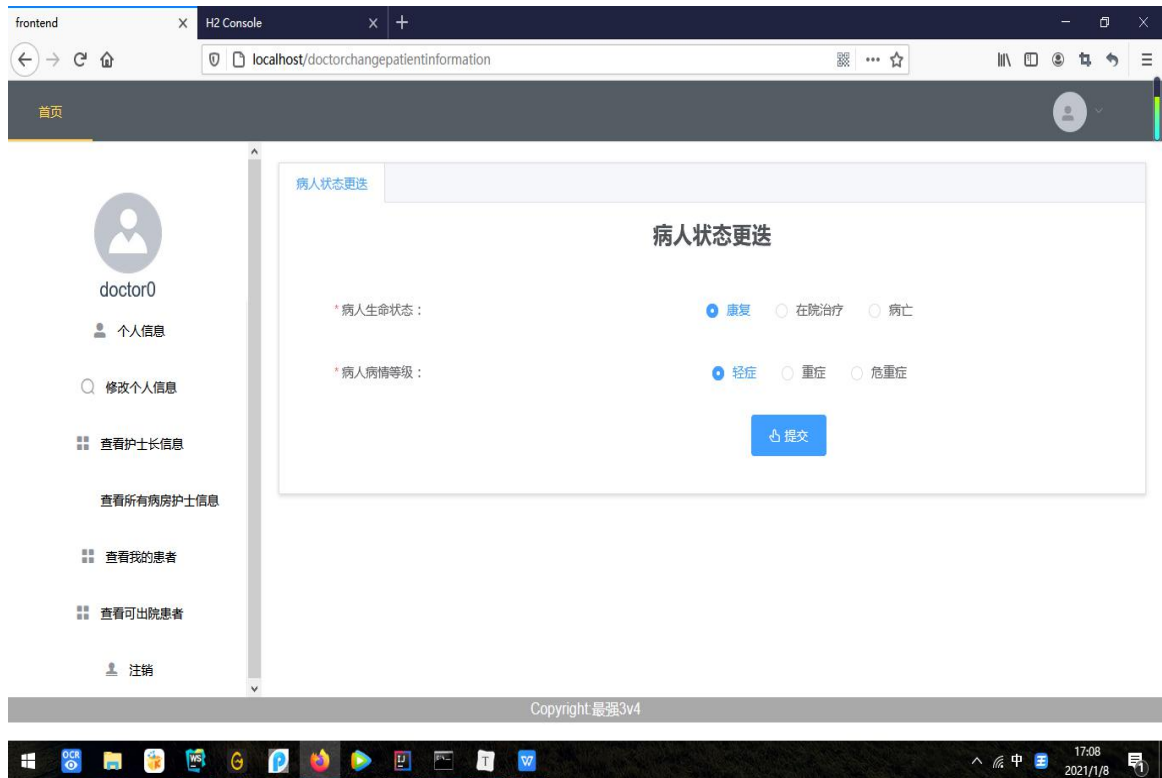 frontend
H2 Console
localhost/doctorchangepatientinformation
首页
病人状态更迭
病人状态更迭
doctor0
个人信息
修改个人信息
查看护士长信息
查看所有病房护士信息
查看我的患者
查看可出院患者
注销
*病人生命状态： 康复 在院治疗 病亡
*病人病情等级： 轻症 重症 危重症
提交
Copyright:最强3v4
OCR
WS
中
17:08
2021/1/8